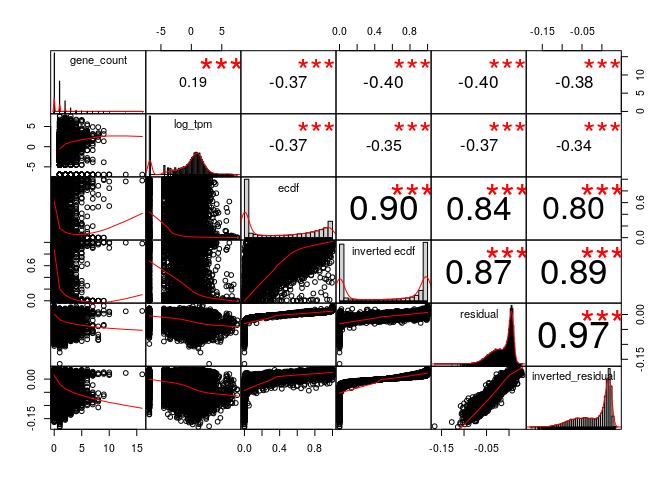 -5 0 5 0.0 0.4 0.8 -0.15 -0.05
gene_count *** 0.19 *** -0.37 *** -0.40 *** -0.40 *** -0.38 0 5 10 15
-5 0 5 log_tpm *** -0.37 *** -0.35 *** -0.37 *** -0.34
ecdf *** 0.90 *** 0.84 *** 0.80 0.0 0.6
0.0 0.6 inverted ecdf *** 0.87 *** 0.89
residual *** 0.97 -0.15 0.00
-0.15 0.00 inverted_residual
0 5 10 15 0.0 0.4 0.8 -0.15 -0.05